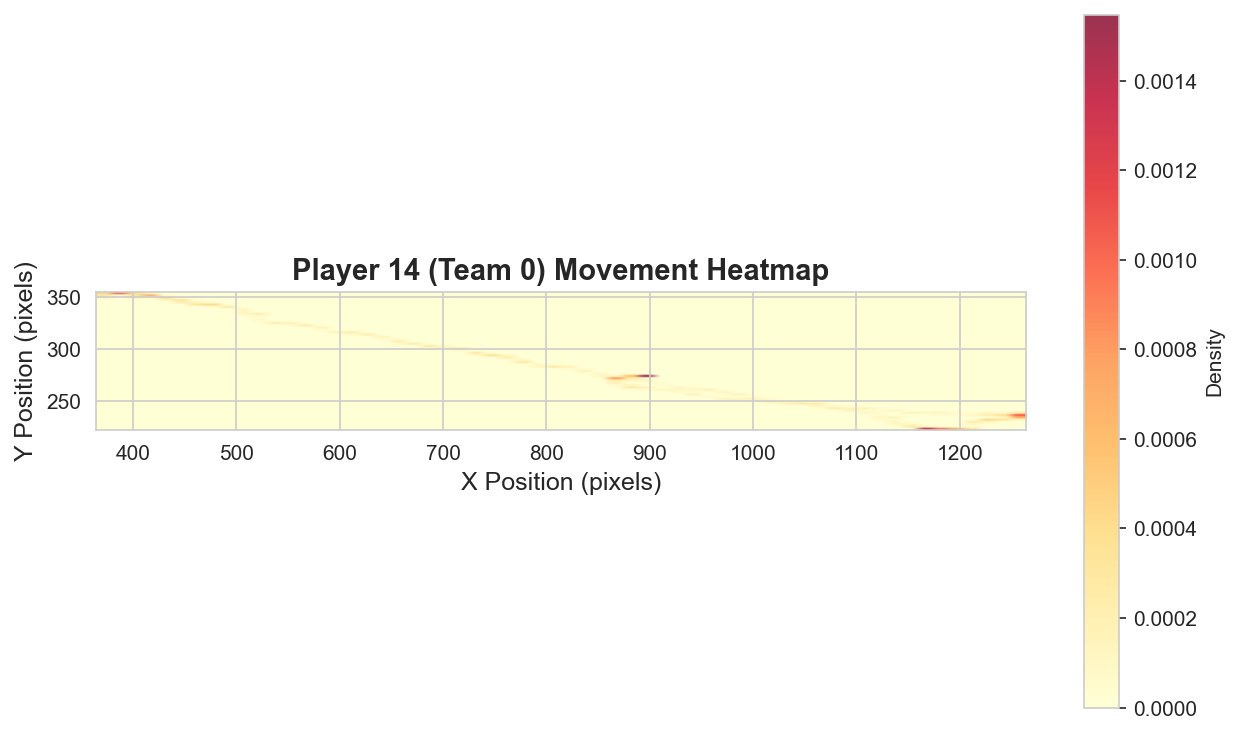 Player 14 (Team 0) Movement Heatmap
Y Position (pixels)
350
300
250
400 500 600 700 800 900 1000 1100 1200
X Position (pixels)
0.0014
0.0012
0.0010
0.0008
0.0006
0.0004
0.0002
0.0000
Density